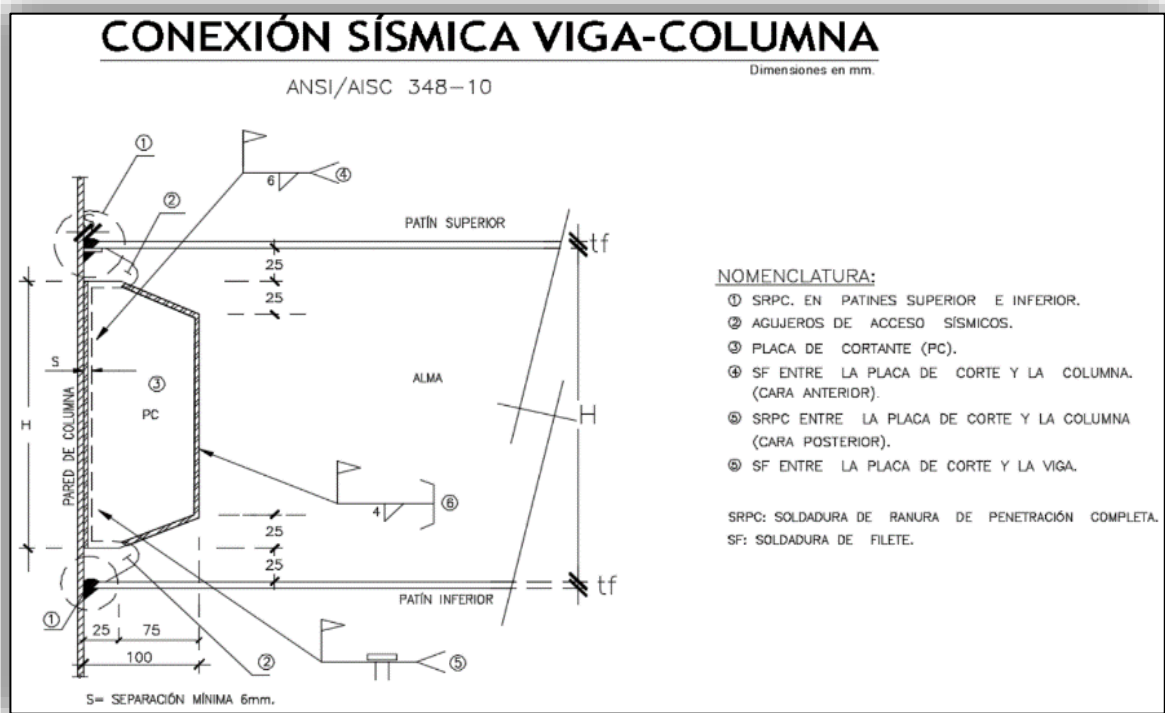 CONEXIÓN SÍSMICA VIGA-COLUMNA
Dimensiones en mm.
ANSI/AISC 348-10
①
②
6
④
PATÍN SUPERIOR
tf
25
25
S
③
PC
ALMA
H
H
PARED DE COLUMNA
4
⑥
25
25
tf
PATÍN INFERIOR
①
25 75
100
②
⑤
S= SEPARACIÓN MÍNIMA 6mm.
NOMENCLATURA:
① SRPC. EN PATINES SUPERIOR E INFERIOR.
② AGUJEROS DE ACCESO SÍSMICOS.
③ PLACA DE CORTANTE (PC).
④ SF ENTRE LA PLACA DE CORTE Y LA COLUMNA.
(CARA ANTERIOR).
⑤ SRPC ENTRE LA PLACA DE CORTE Y LA COLUMNA
(CARA POSTERIOR).
⑤ SF ENTRE LA PLACA DE CORTE Y LA VIGA.
SRPC: SOLDADURA DE RANURA DE PENETRACIÓN COMPLETA.
SF: SOLDADURA DE FILETE.